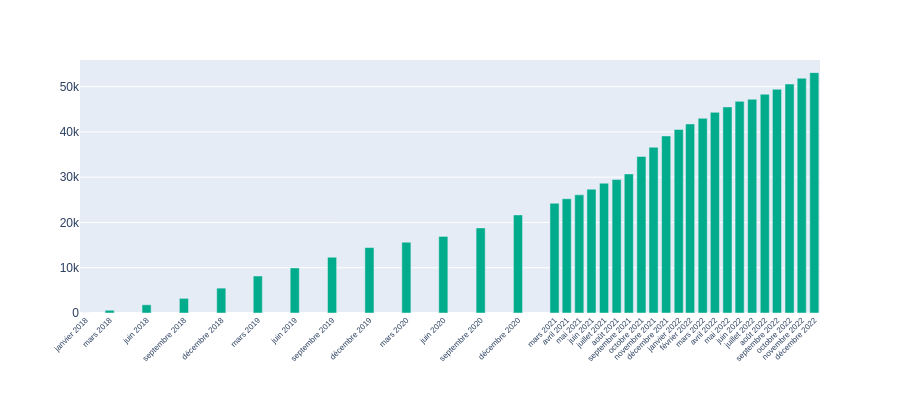 50k
40k
30k
20k
10k
0
janvier 2018
mars 2018
juin 2018
septembre 2018
décembre 2018
mars 2019
juin 2019
septembre 2019
décembre 2019
mars 2020
juin 2020
septembre 2020
décembre 2020
mars 2021
avril 2021
mai 2021
juin 2021
juillet 2021
août 2021
septembre 2021
octobre 2021
novembre 2021
décembre 2021
janvier 2022
février 2022
mars 2022
avril 2022
mai 2022
juin 2022
juillet 2022
août 2022
septembre 2022
octobre 2022
novembre 2022
décembre 2022